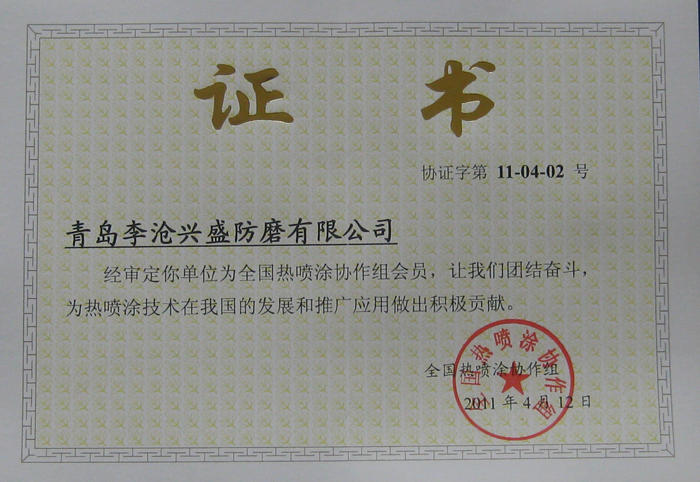 证 书
协证字第 11-04-02 号
青岛李沧兴盛防磨有限公司
经审定你单位为全国热喷涂协作组会员，让我们团结奋斗，
为热喷涂技术在我国的发展和推广应用做出积极贡献。
全国热喷涂协作组
2011 年 4 月 12 日
全国热喷涂协作组